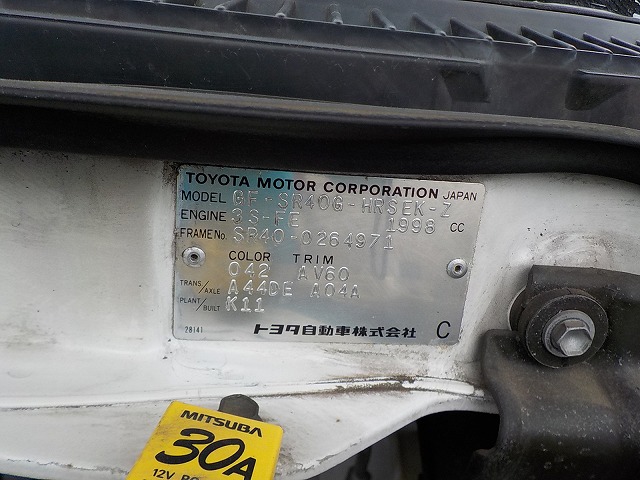 TOYOTA MOTOR CORPORATION JAPAN
MODEL GF-SR40G-HRSEK-Z
ENGINE 3S-FE 1998 CC
FRAME No. SR40-0264971
COLOR TRIM
042 AV60
TRANS/AXLE A44DE A04A
PLANT/BUILT K11
28141 トヨタ自動車株式会社 C
MITSUBA
30A
12V